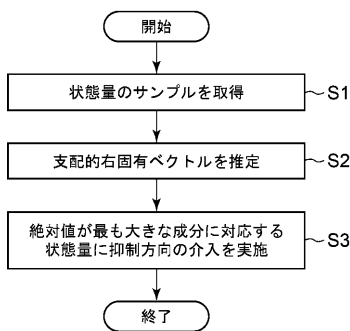 開始
状態量のサンプルを取得 S1
支配的右固有ベクトルを推定 S2
絶対値が最も大きな成分に対応する
状態量に抑制方向の介入を実施 S3
終了